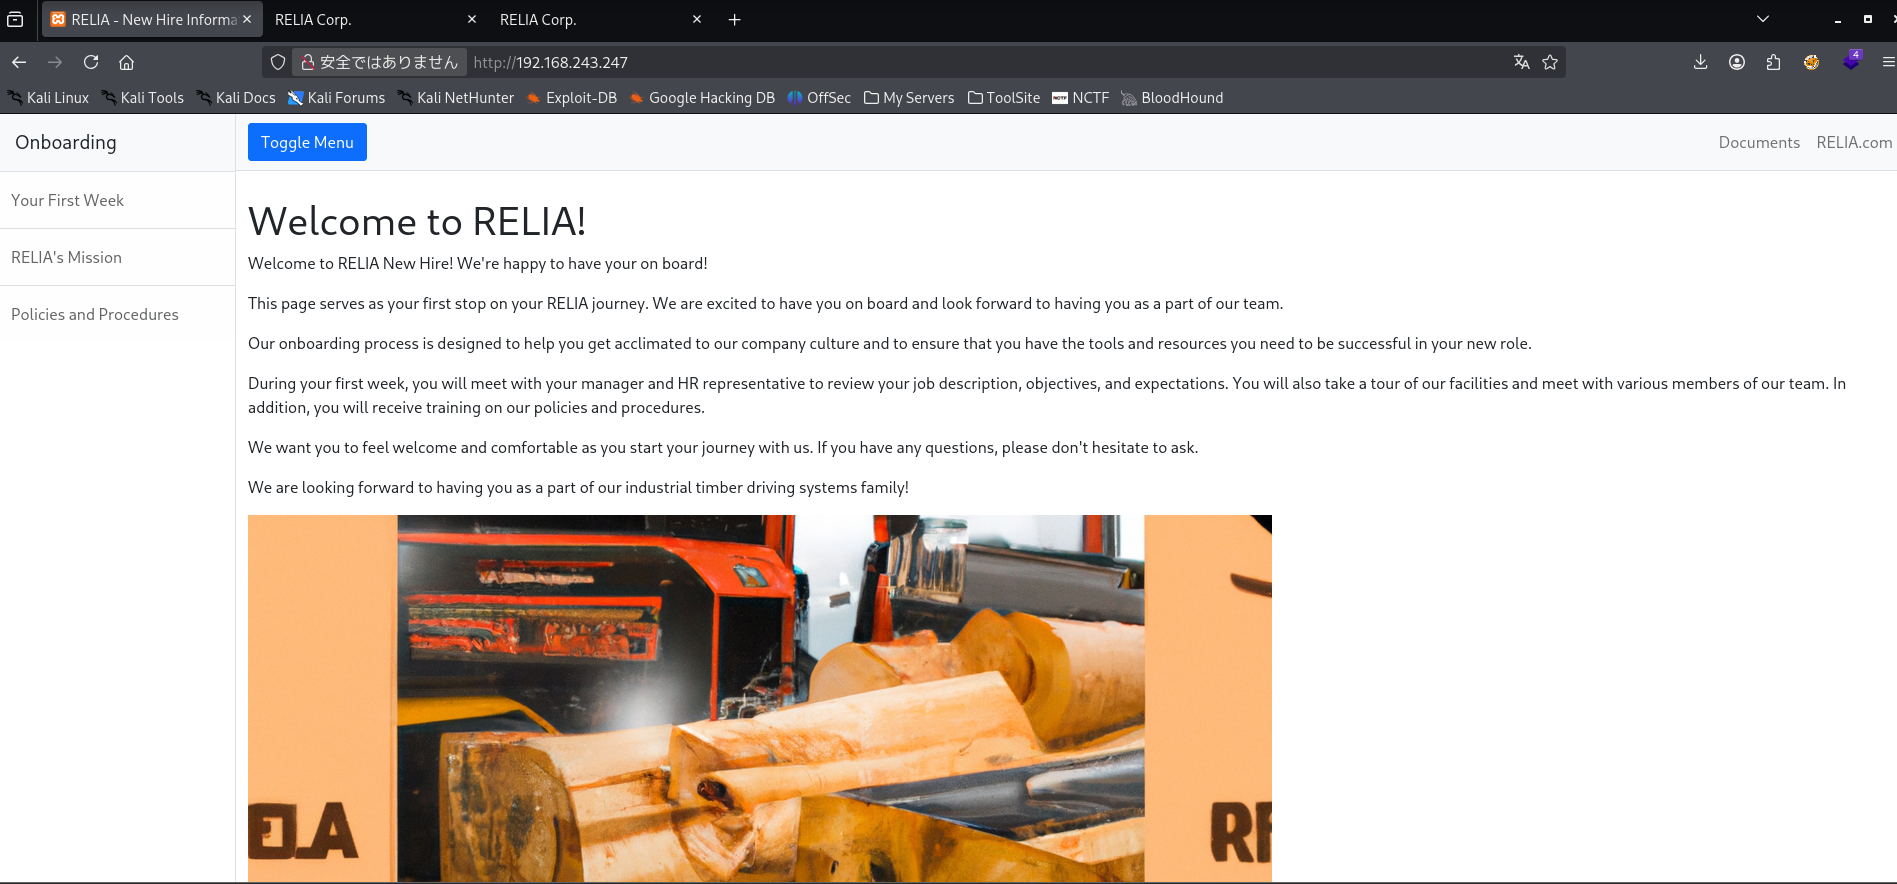 RELIA - New Hire Informa
RELIA Corp.
RELIA Corp.
安全ではありません
http://192.168.243.247
4
Kali Linux
Kali Tools
Kali Docs
Kali Forums
Kali NetHunter
Exploit-DB
Google Hacking DB
OffSec
My Servers
ToolSite
NCTF
BloodHound
Onboarding
Toggle Menu
Documents
RELIA.com
Your First Week
RELIA's Mission
Policies and Procedures
Welcome to RELIA!
Welcome to RELIA New Hire! We're happy to have your on board!
This page serves as your first stop on your RELIA journey. We are excited to have you on board and look forward to having you as a part of our team.
Our onboarding process is designed to help you get acclimated to our company culture and to ensure that you have the tools and resources you need to be successful in your new role.
During your first week, you will meet with your manager and HR representative to review your job description, objectives, and expectations. You will also take a tour of our facilities and meet with various members of our team. In
addition, you will receive training on our policies and procedures.
We want you to feel welcome and comfortable as you start your journey with us. If you have any questions, please don't hesitate to ask.
We are looking forward to having you as a part of our industrial timber driving systems family!